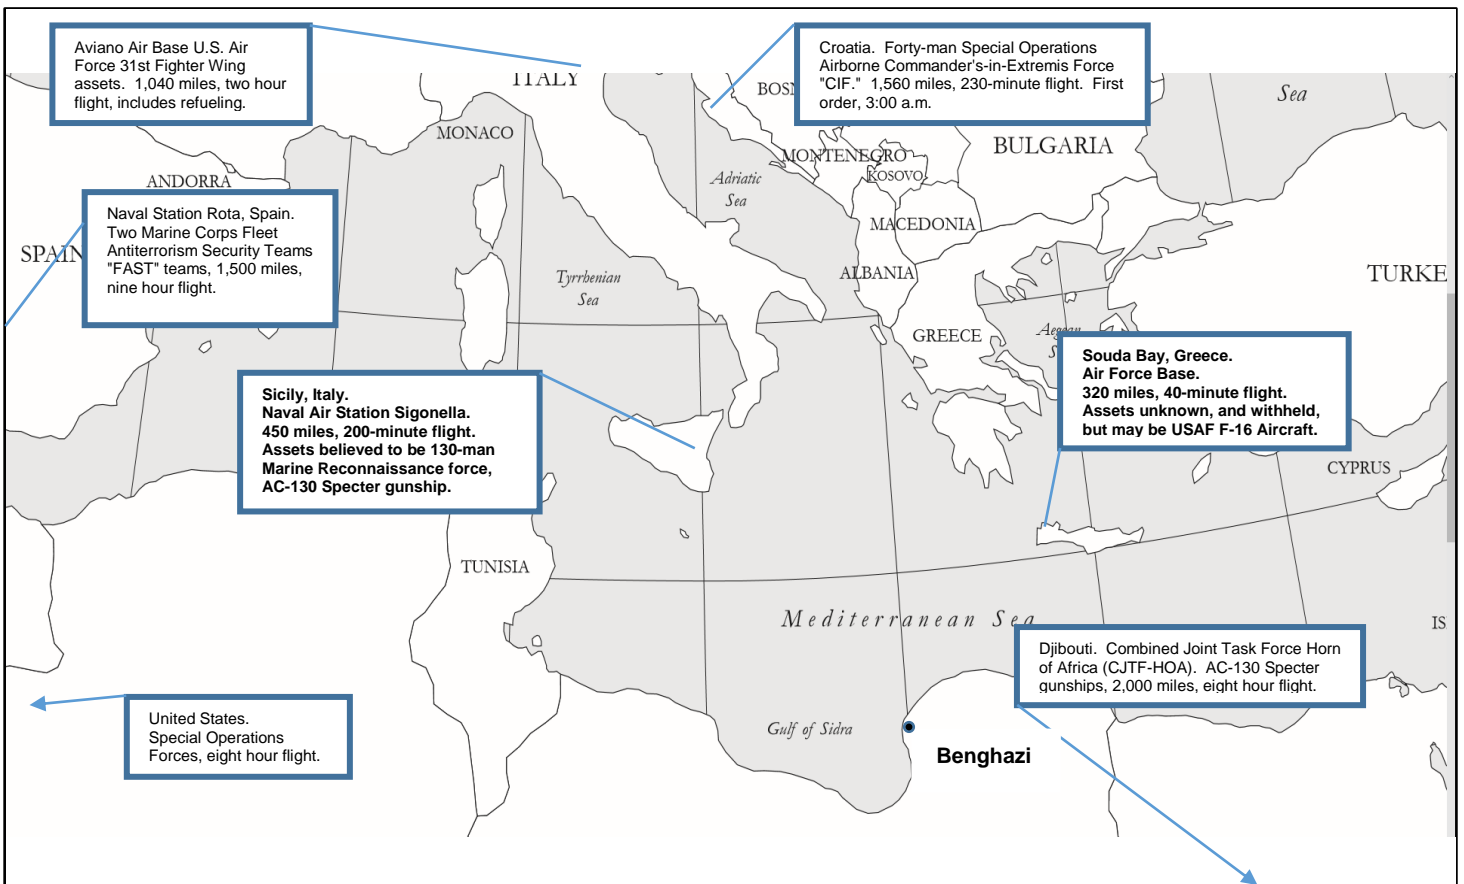 Aviano Air Base U.S. Air
Force 31st Fighter Wing
assets.  1,040 miles, two hour
flight, includes refueling.
Croatia.  Forty-man Special Operations
Airborne Commander's-in-Extremis Force
"CIF."  1,560 miles, 230-minute flight.  First
order, 3:00 a.m.
ITALY
BOSN
Sea
MONACO
BULGARIA
MONTENEGRO
KOSOVO
ANDORRA
Adriatic
Sea
Naval Station Rota, Spain.
Two Marine Corps Fleet
Antiterrorism Security Teams
"FAST" teams, 1,500 miles,
nine hour flight.
MACEDONIA
SPAIN
Tyrrhenian
Sea
ALBANIA
TURKE
GREECE
Aegean
S
Souda Bay, Greece.
Air Force Base.
320 miles, 40-minute flight.
Assets unknown, and withheld,
but may be USAF F-16 Aircraft.
Sicily, Italy.
Naval Air Station Sigonella.
450 miles, 200-minute flight.
Assets believed to be 130-man
Marine Reconnaissance force,
AC-130 Specter gunship.
CYPRUS
TUNISIA
Mediterranean Sea
IS
Djibouti.  Combined Joint Task Force Horn
of Africa (CJTF-HOA).  AC-130 Specter
gunships, 2,000 miles, eight hour flight.
United States.
Special Operations
Forces, eight hour flight.
Gulf of Sidra
Benghazi